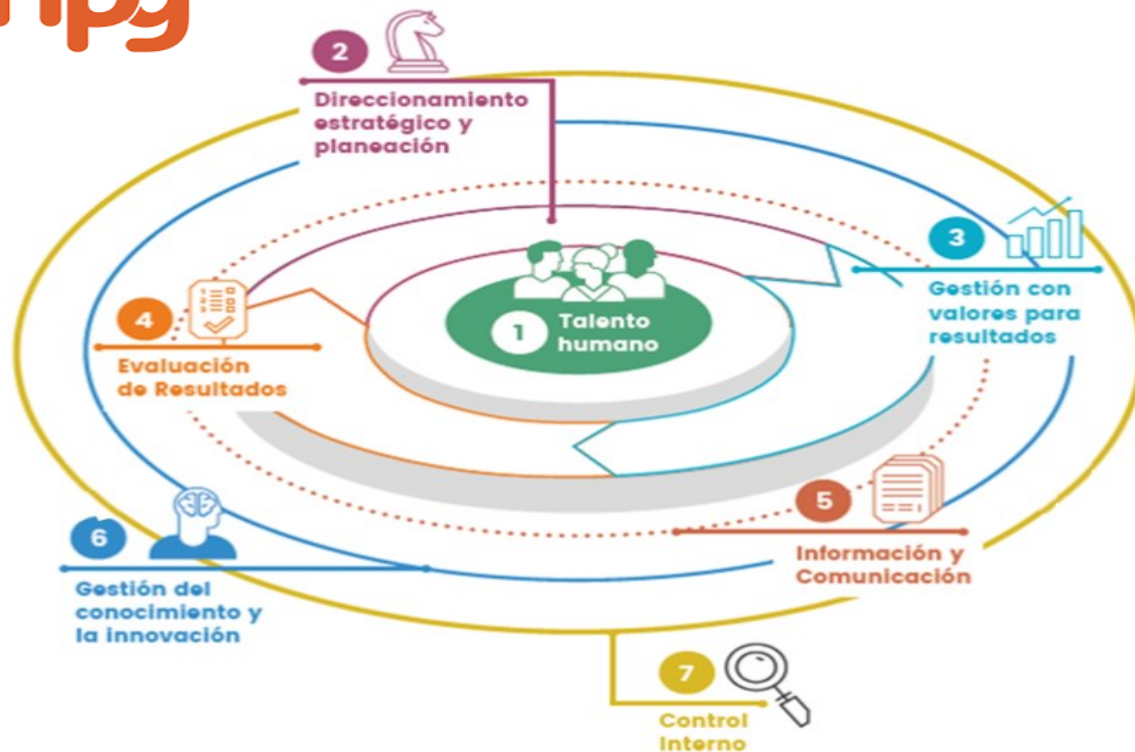 2
Direccionamiento
estratégico y
planeación
3
Gestión con
valores para
resultados
1
Talento
humano
4
Evaluación
de Resultados
5
Información y
Comunicación
6
Gestión del
conocimiento y
la innovación
7
Control
Interno